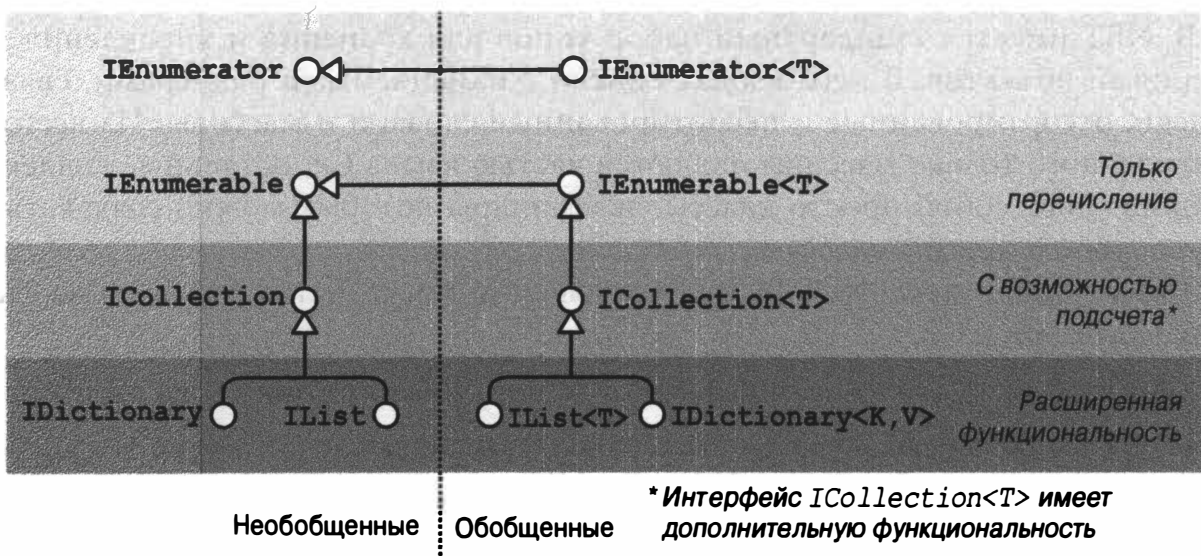 IEnumerator IEnumerator<T>
IEnumerable IEnumerable<T>
Только
перечисление
ICollection ICollection<T>
С возможностью
подсчета*
IDictionary IList IList<T> IDictionary<K,V>
Расширенная
функциональность
Необобщенные Обобщенные
*Интерфейс ICollection<T> имеет
дополнительную функциональность